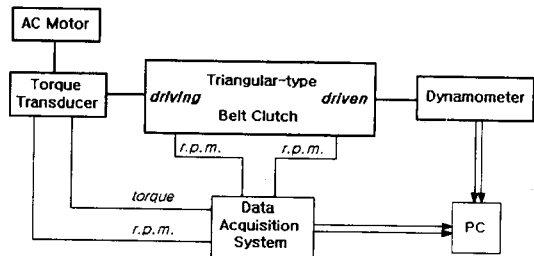 AC Motor
Torque
Transducer
Triangular-type
driving
driven
Belt Clutch
Dynamometer
r.p.m.
r.p.m.
torque
r.p.m.
Data
Acquisition
System
PC